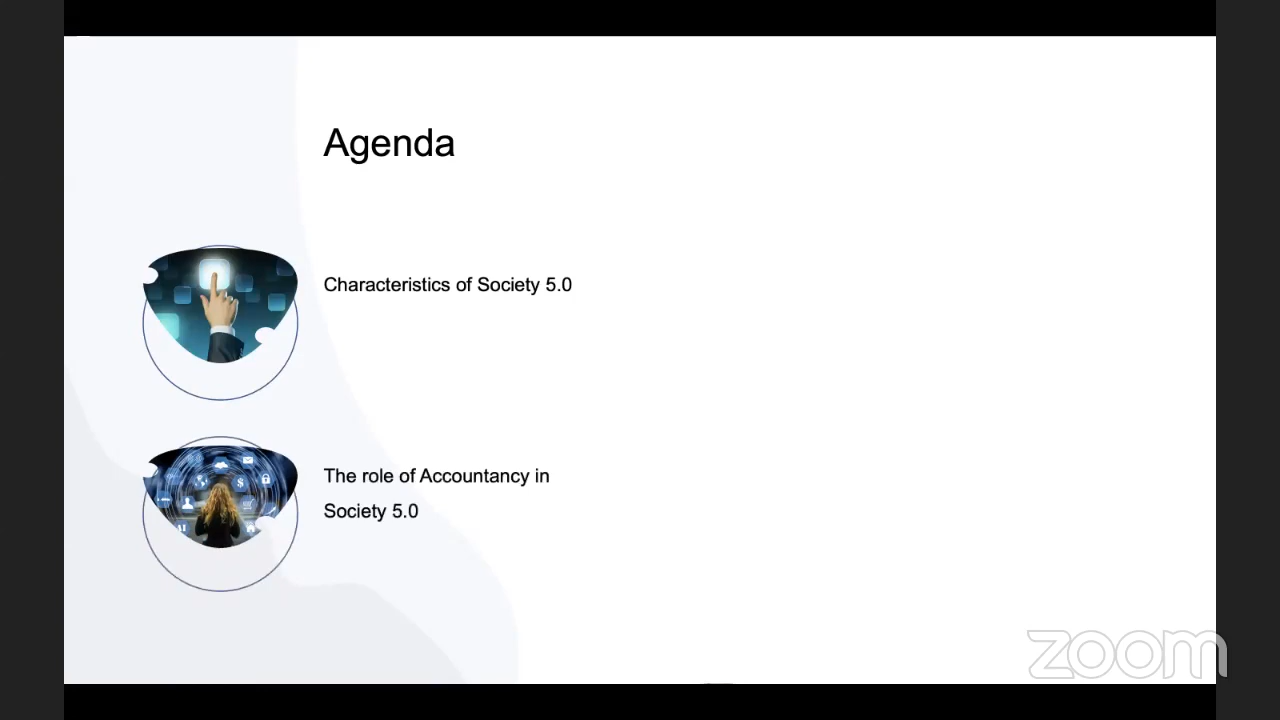 Agenda
Characteristics of Society 5.0
The role of Accountancy in
Society 5.0
zoom